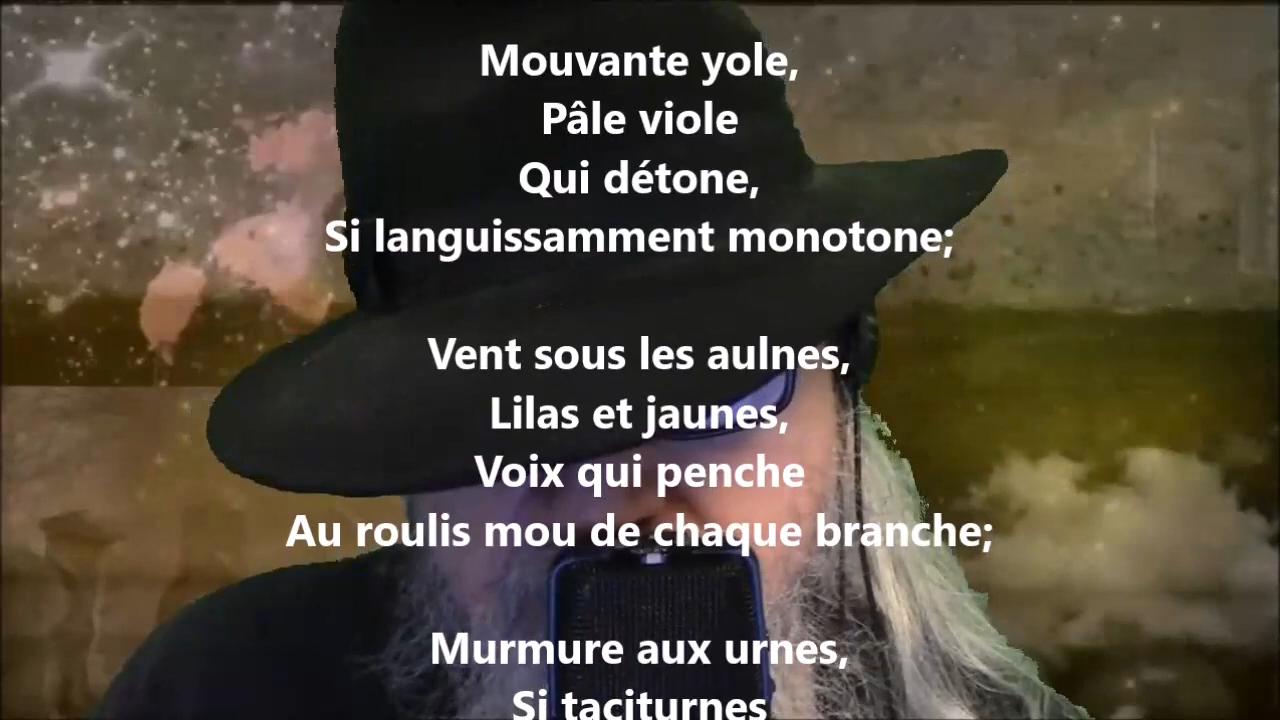 Mouvante yole,
Pâle viole
Qui détone,
Si languissamment monotone;
Vent sous les aulnes,
Lilas et jaunes,
Voix qui penche
Au roulis mou de chaque branche;
Murmure aux urnes,
Si taciturnes